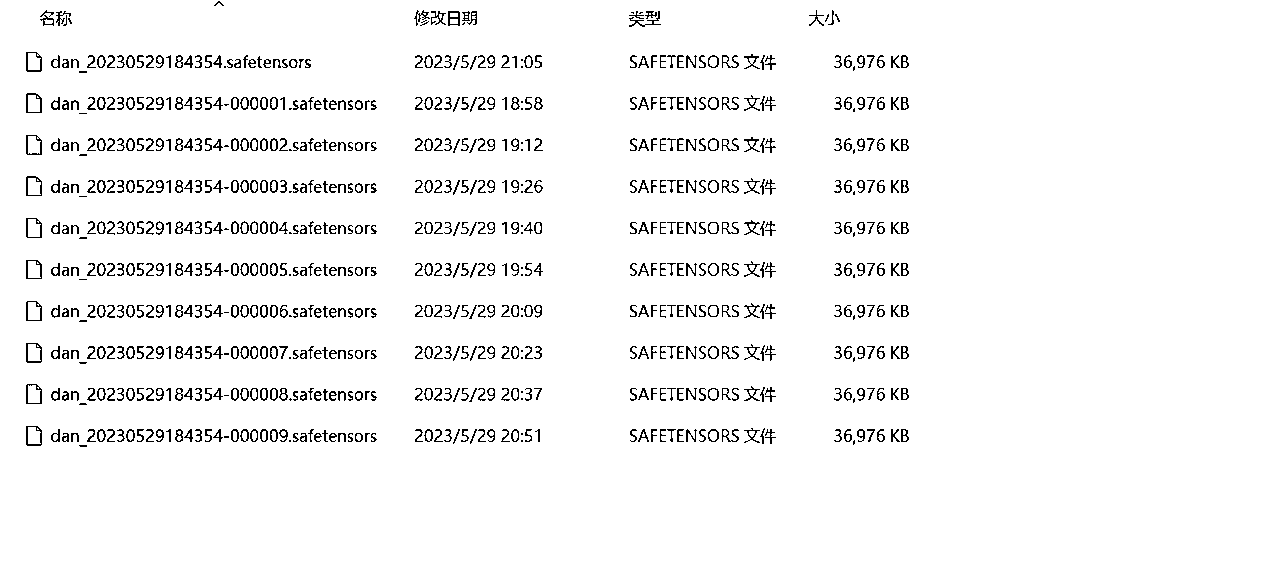 名称 修改日期 类型 大小
dan_20230529184354.safetensors 2023/5/29 21:05 SAFETENSORS 文件 36,976 KB
dan_20230529184354-000001.safetensors 2023/5/29 18:58 SAFETENSORS 文件 36,976 KB
dan_20230529184354-000002.safetensors 2023/5/29 19:12 SAFETENSORS 文件 36,976 KB
dan_20230529184354-000003.safetensors 2023/5/29 19:26 SAFETENSORS 文件 36,976 KB
dan_20230529184354-000004.safetensors 2023/5/29 19:40 SAFETENSORS 文件 36,976 KB
dan_20230529184354-000005.safetensors 2023/5/29 19:54 SAFETENSORS 文件 36,976 KB
dan_20230529184354-000006.safetensors 2023/5/29 20:09 SAFETENSORS 文件 36,976 KB
dan_20230529184354-000007.safetensors 2023/5/29 20:23 SAFETENSORS 文件 36,976 KB
dan_20230529184354-000008.safetensors 2023/5/29 20:37 SAFETENSORS 文件 36,976 KB
dan_20230529184354-000009.safetensors 2023/5/29 20:51 SAFETENSORS 文件 36,976 KB